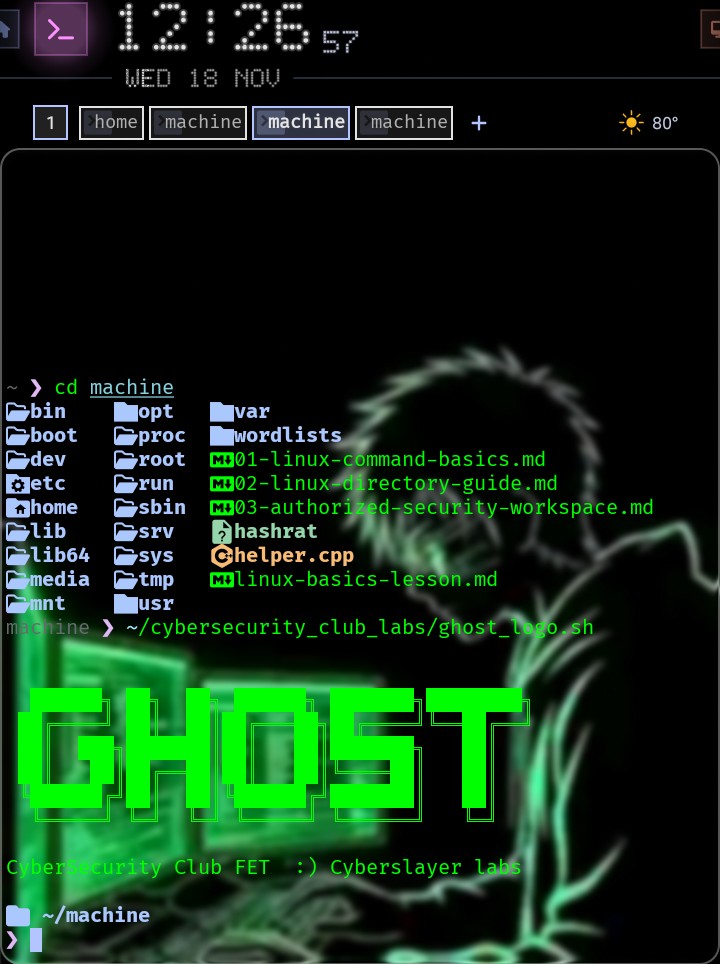 12:26 57
WED 18 NOV
1 home machine machine machine + 80°
~ ❯ cd machine
bin opt var
boot proc wordlists
dev root 01-linux-command-basics.md
etc run 02-linux-directory-guide.md
home sbin 03-authorized-security-workspace.md
lib srv hashrat
lib64 sys helper.cpp
media tmp linux-basics-lesson.md
mnt usr
machine ❯ ~/cybersecurity_club_labs/ghost_logo.sh
GHOST
CyberSecurity Club FET :) Cyberslayer labs
~/machine
❯